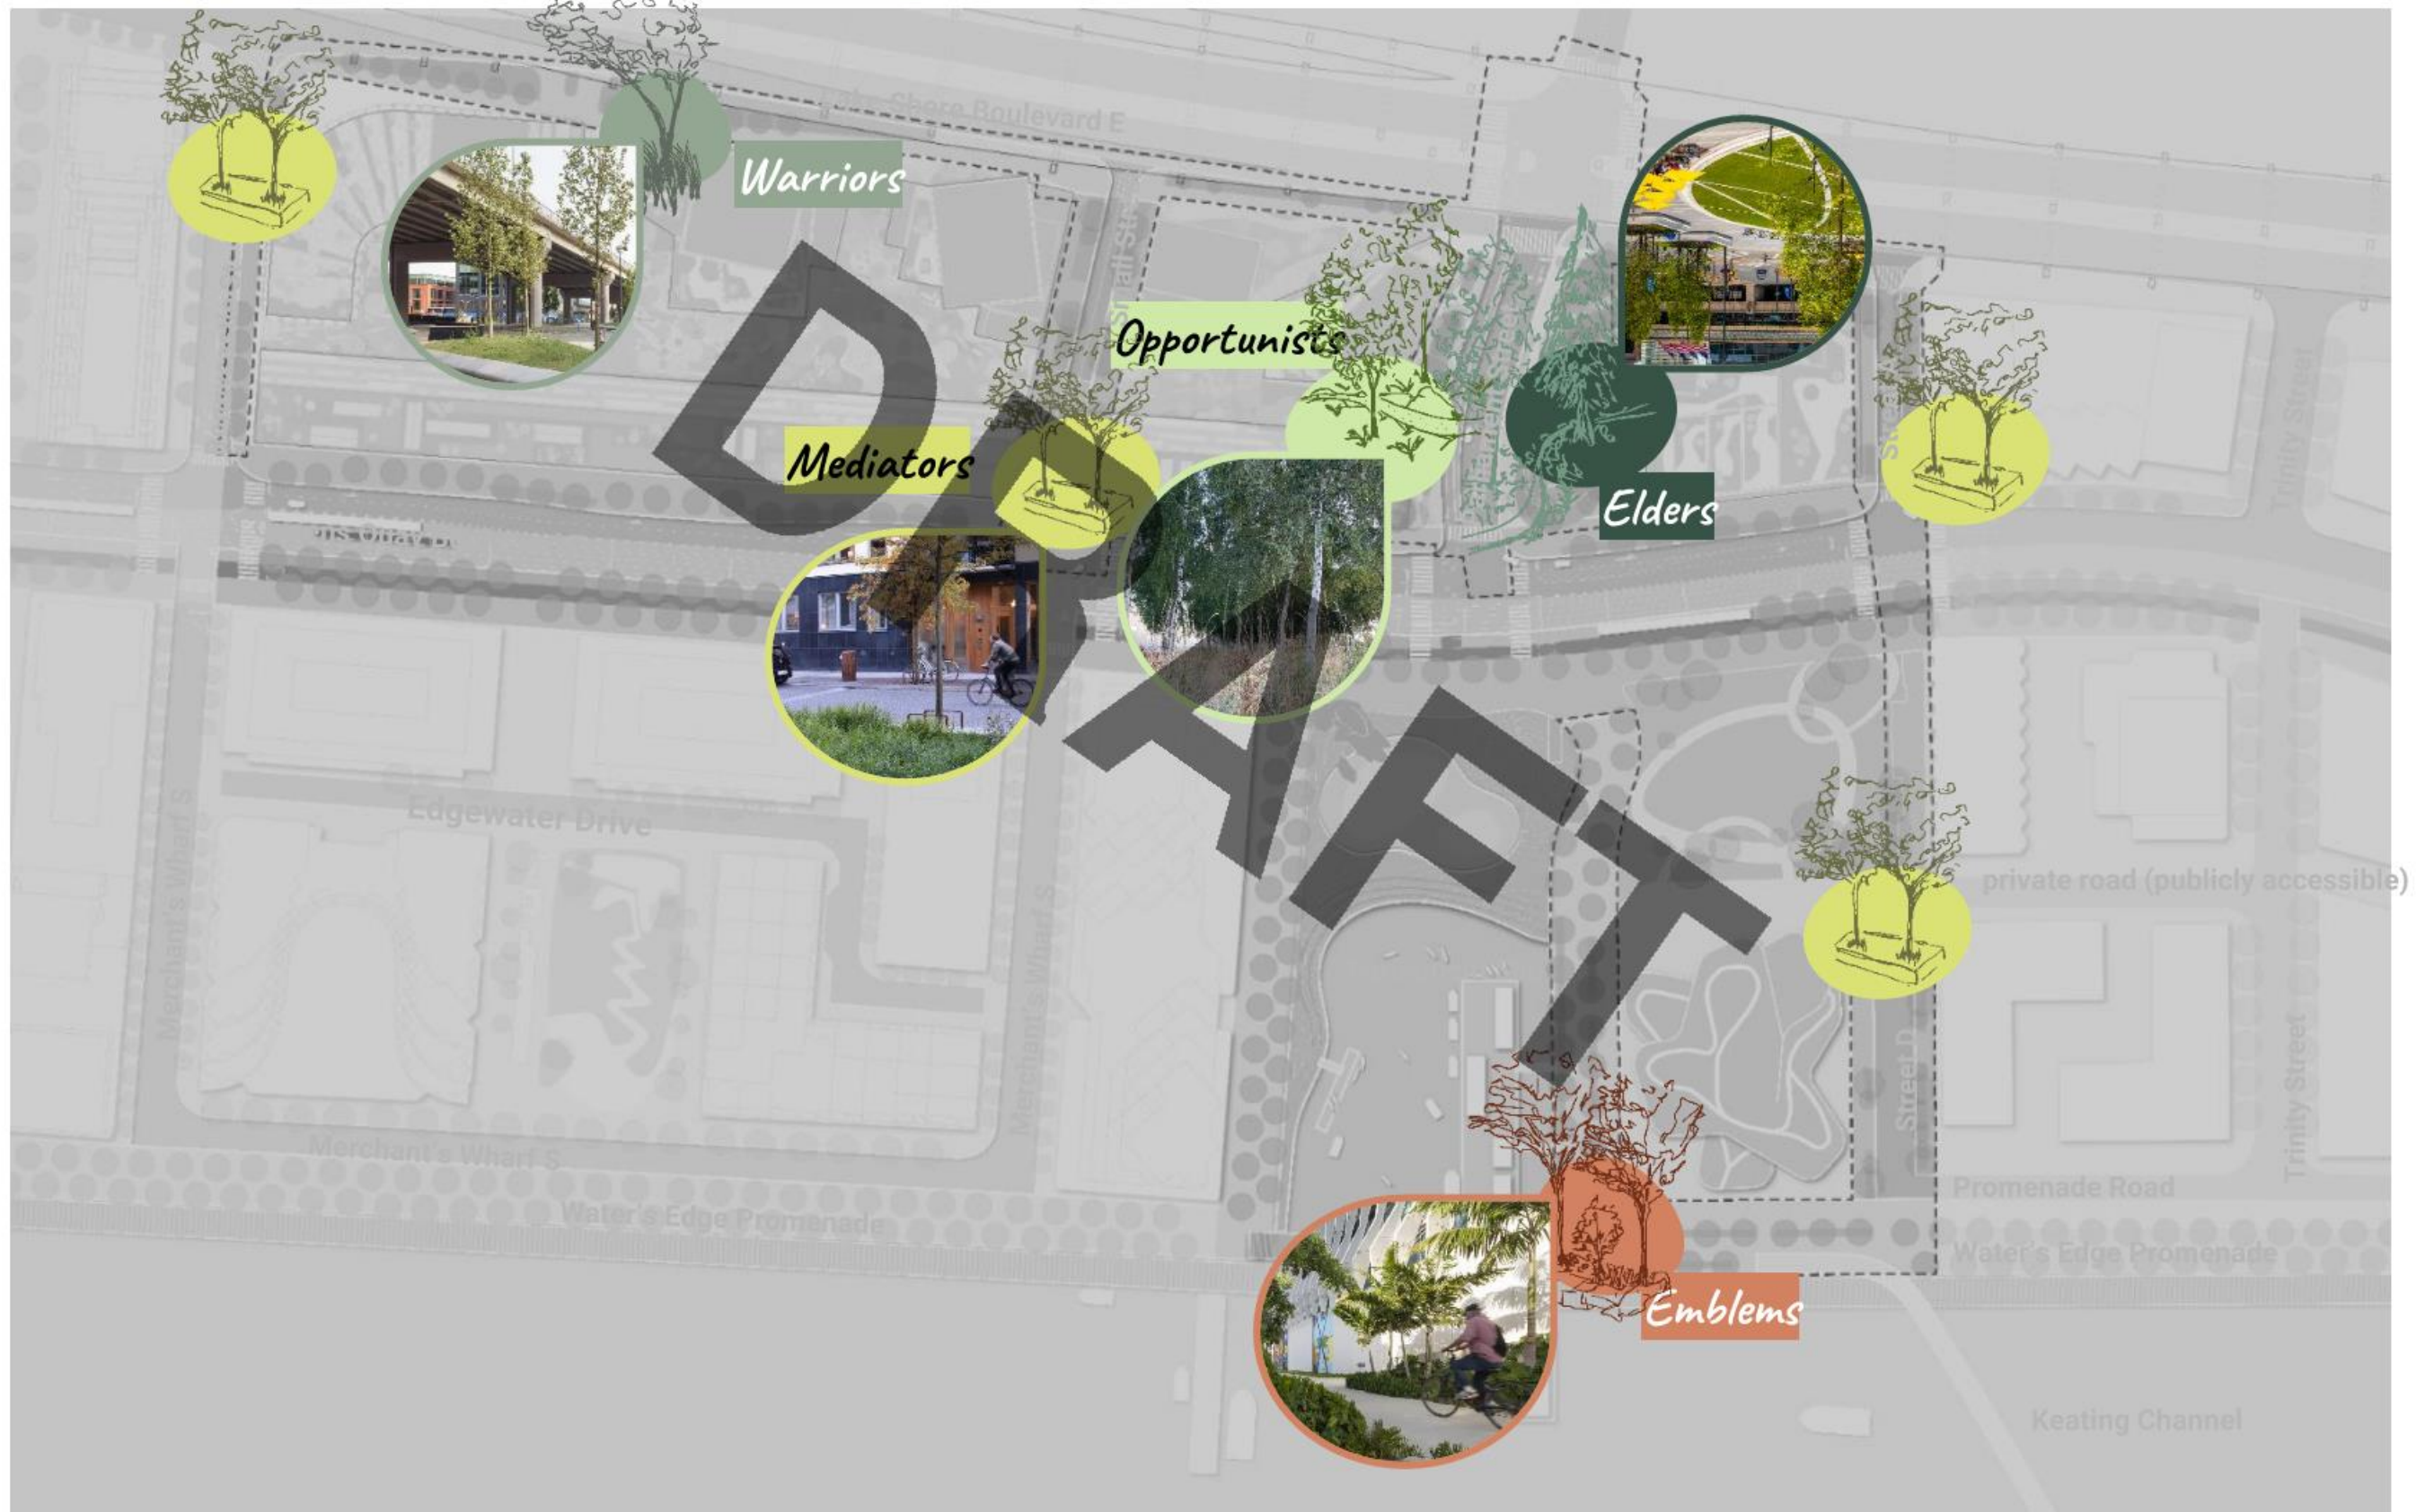 Lake Shore Boulevard E
Warriors
Opportunists
Mediators
Elders
DRAFT
Trinity Street
Edgewater Drive
Merchant's Wharf S
Merchant's Wharf S
private road (publicly accessible)
Street D
Trinity Street
Merchant's Wharf S
Promenade Road
Water's Edge Promenade
Water's Edge Promenade
Emblems
Keating Channel